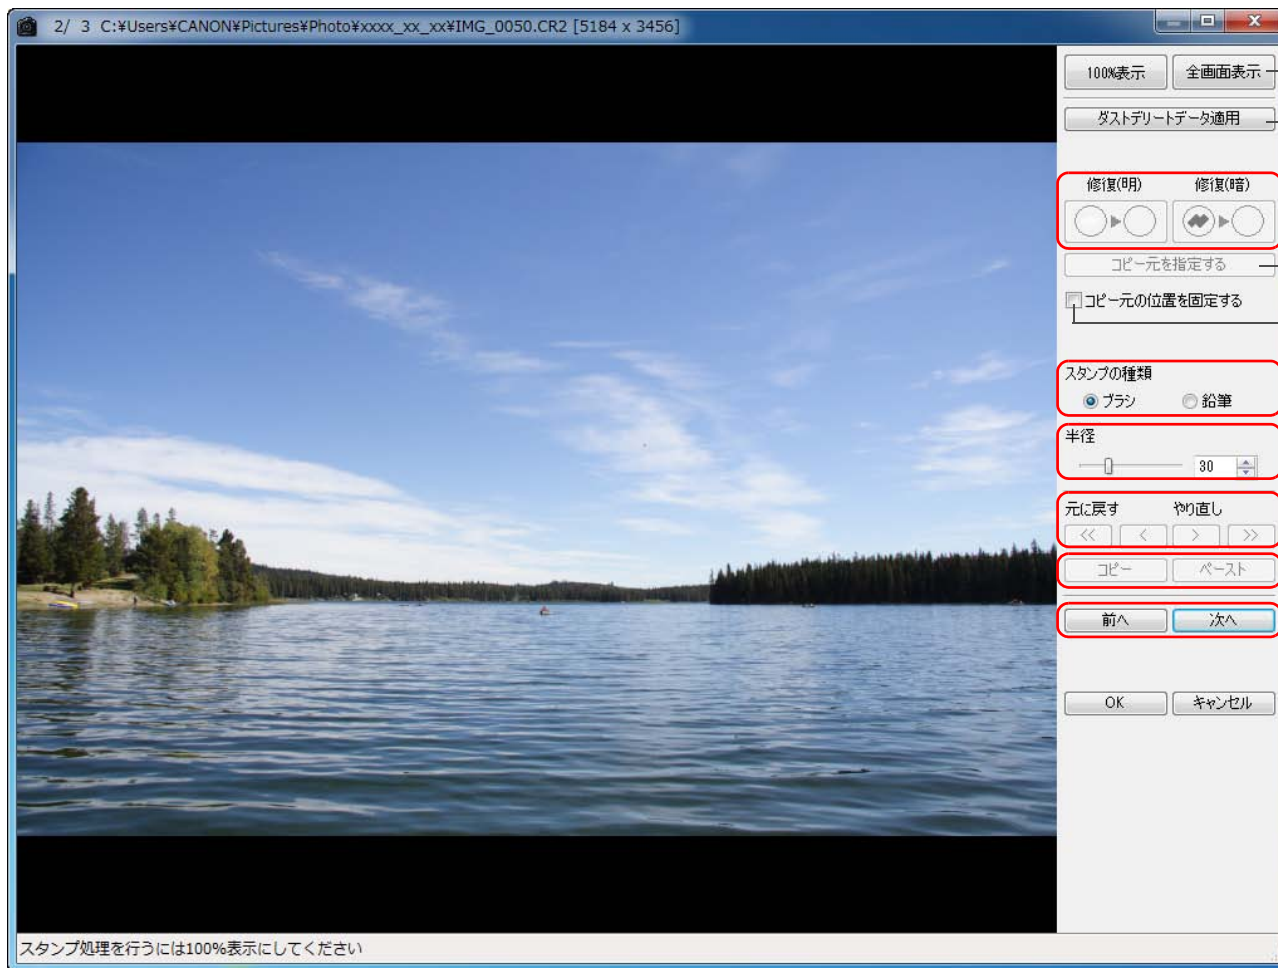 2/ 3 C:¥Users¥CANON¥Pictures¥Photo¥xxxx_xx_xx¥IMG_0050.CR2 [5184 x 3456]
100%表示 全画面表示
ダストデリートデータ適用
修復(明) 修復(暗)
コピー元を指定する
コピー元の位置を固定する
スタンプの種類
ブラシ 鉛筆
半径
30
元に戻す やり直し
<< < > >>
コピー ペースト
前へ 次へ
OK キャンセル
スタンプ処理を行うには100%表示にしてください